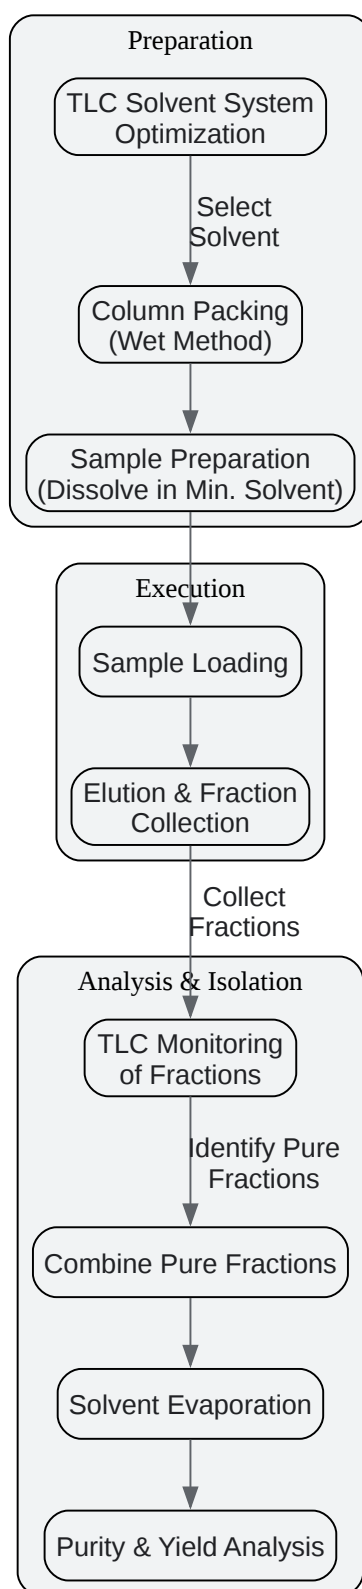 Preparation
TLC Solvent System
Optimization
Select
Solvent
Column Packing
(Wet Method)
Sample Preparation
(Dissolve in Min. Solvent)
Execution
Sample Loading
Elution & Fraction
Collection
Collect
Fractions
Analysis & Isolation
TLC Monitoring
of Fractions
Identify Pure
Fractions
Combine Pure Fractions
Solvent Evaporation
Purity & Yield Analysis